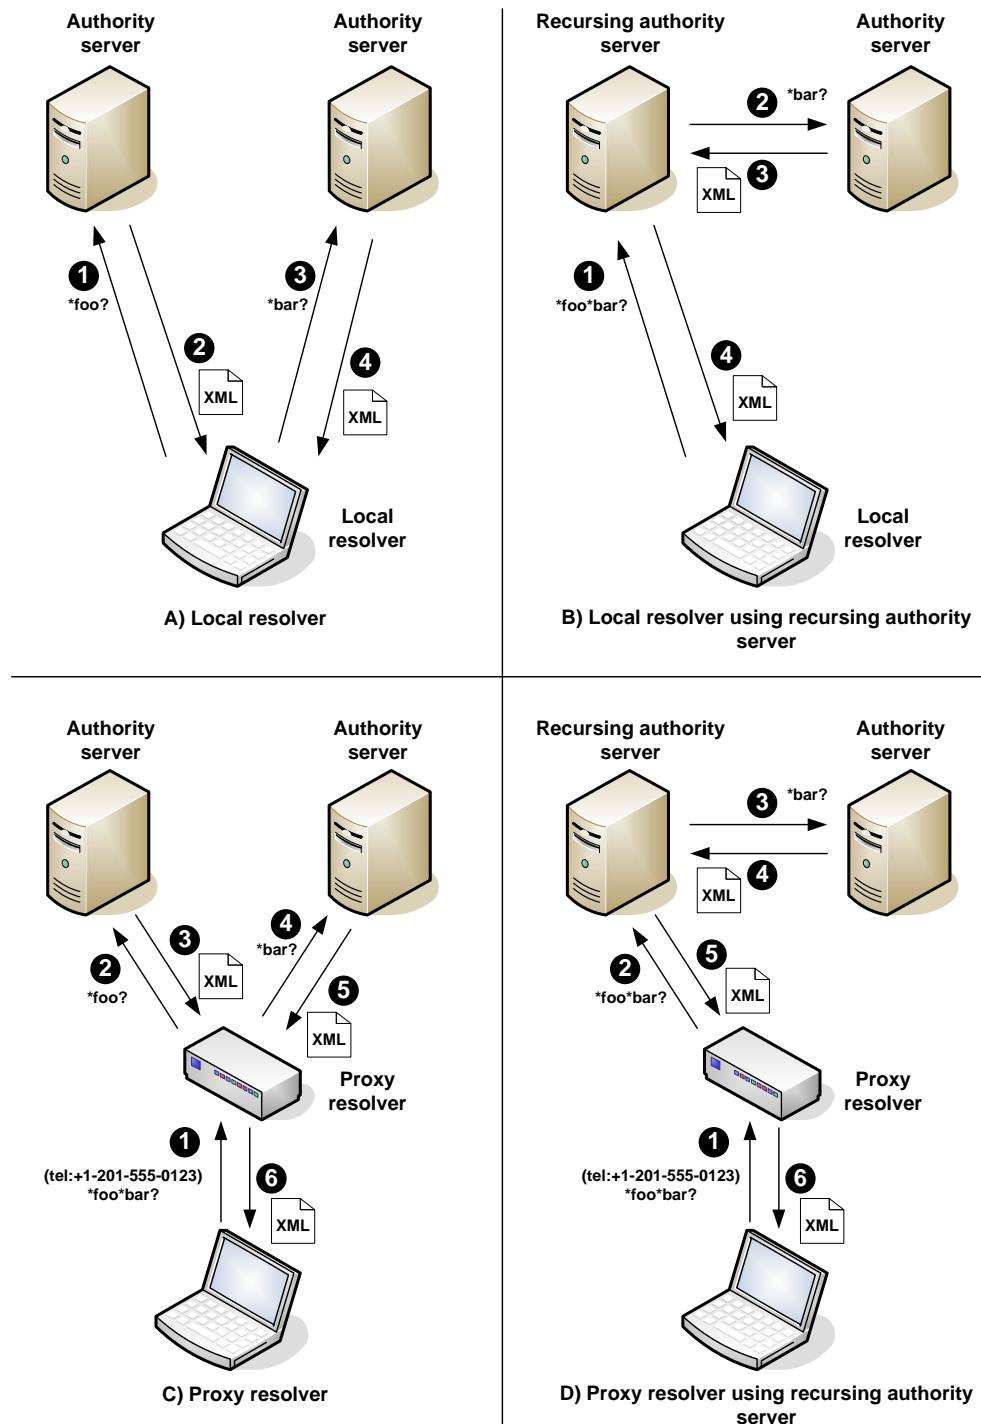 Authority
server
Authority
server
1
*foo?
2
XML
3
*bar?
4
XML
Local
resolver
A) Local resolver
Recursing authority
server
Authority
server
2
*bar?
3
XML
1
*foo*bar?
4
XML
Local
resolver
B) Local resolver using recursing authority
server
Authority
server
Authority
server
2
*foo?
3
XML
4
*bar?
5
XML
Proxy
resolver
1
(tel:+1-201-555-0123)
*foo*bar?
6
XML
C) Proxy resolver
Recursing authority
server
Authority
server
3
*bar?
4
XML
2
*foo*bar?
5
XML
Proxy
resolver
1
(tel:+1-201-555-0123)
*foo*bar?
6
XML
D) Proxy resolver using recursing authority
server